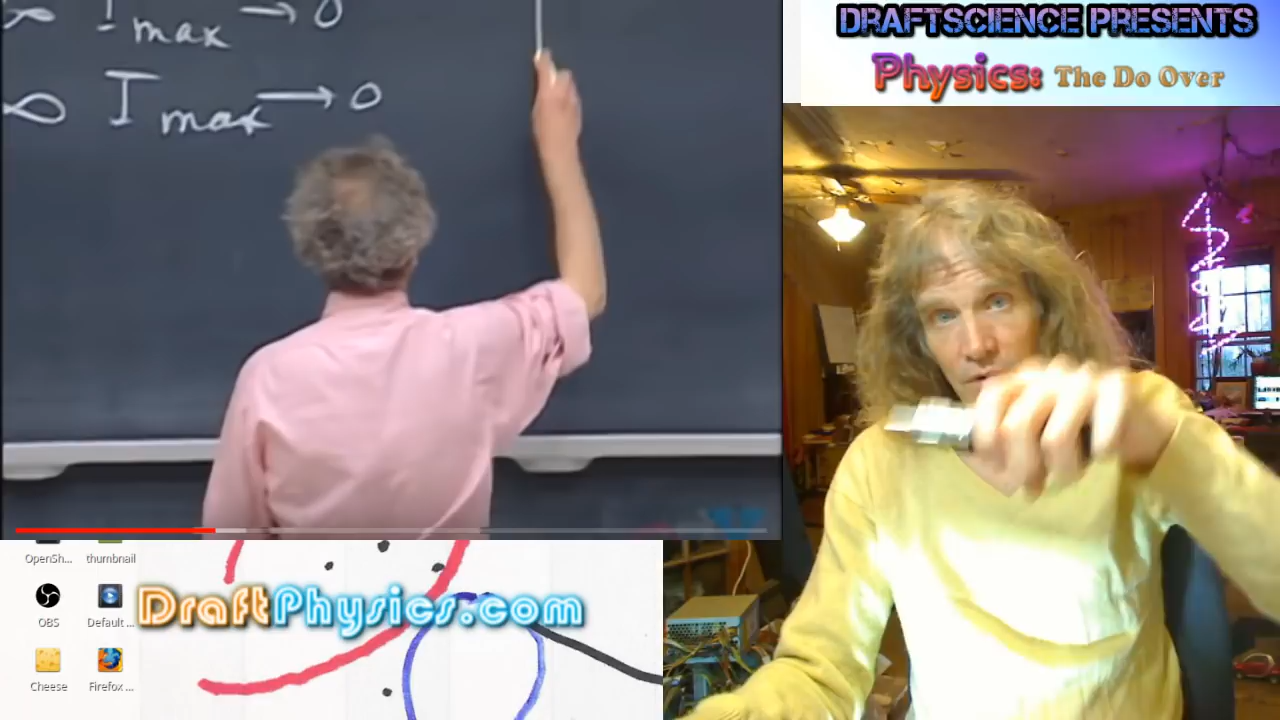 ∞ I max → 0
∞ I max → 0
DRAFTSCIENCE PRESENTS
Physics: The Do Over
OpenSh... thumbnail
DraftPhysics.com
OBS Default ...
Cheese Firefox ...